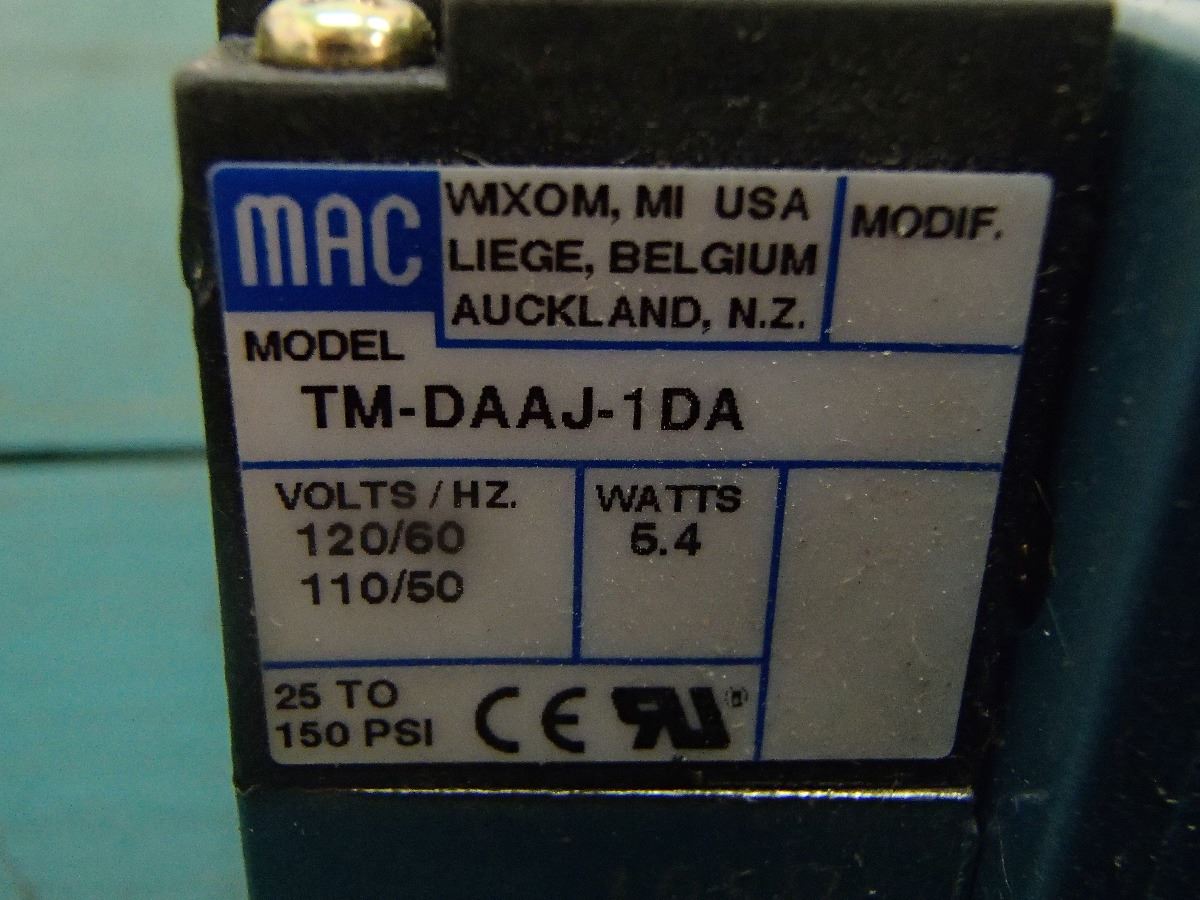 MAC
WIXOM, MI USA
LIEGE, BELGIUM
AUCKLAND, N.Z.
MODIF.
MODEL
TM-DAAJ-1DA
VOLTS / HZ.
120/60
110/50
WATTS
5.4
25 TO
150 PSI
CE RU ®